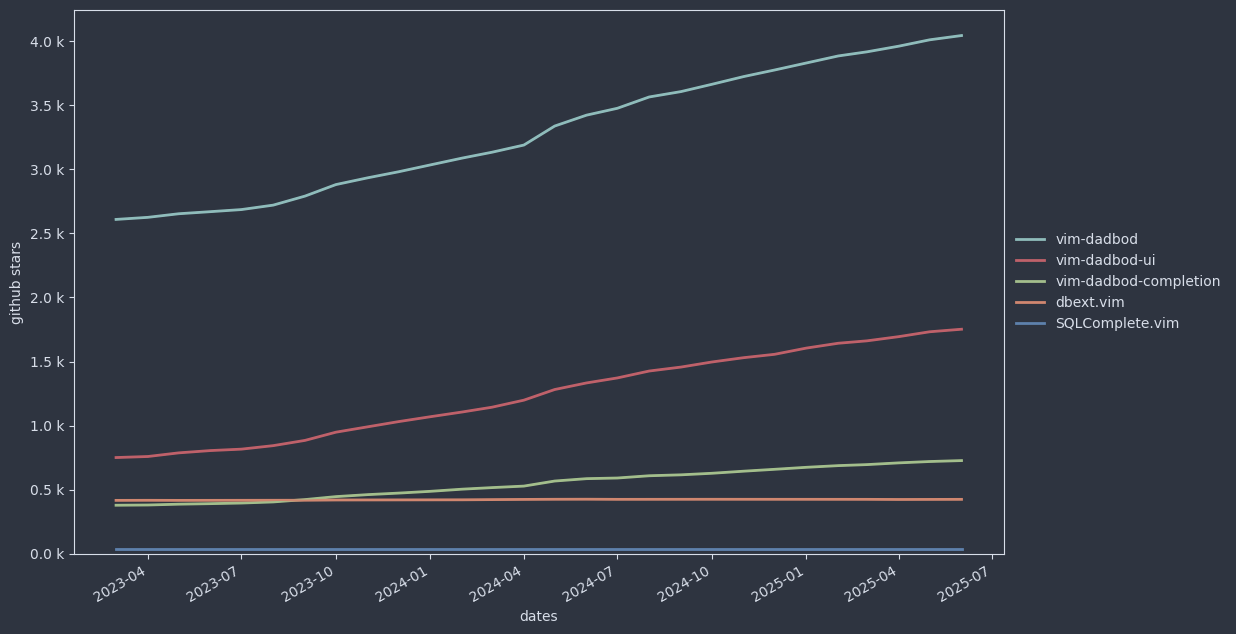 4.0 k
3.5 k
3.0 k
2.5 k
2.0 k
1.5 k
1.0 k
0.5 k
0.0 k
github stars
2023-04
2023-07
2023-10
2024-01
2024-04
2024-07
2024-10
2025-01
2025-04
2025-07
dates
vim-dadbod
vim-dadbod-ui
vim-dadbod-completion
dbext.vim
SQLComplete.vim